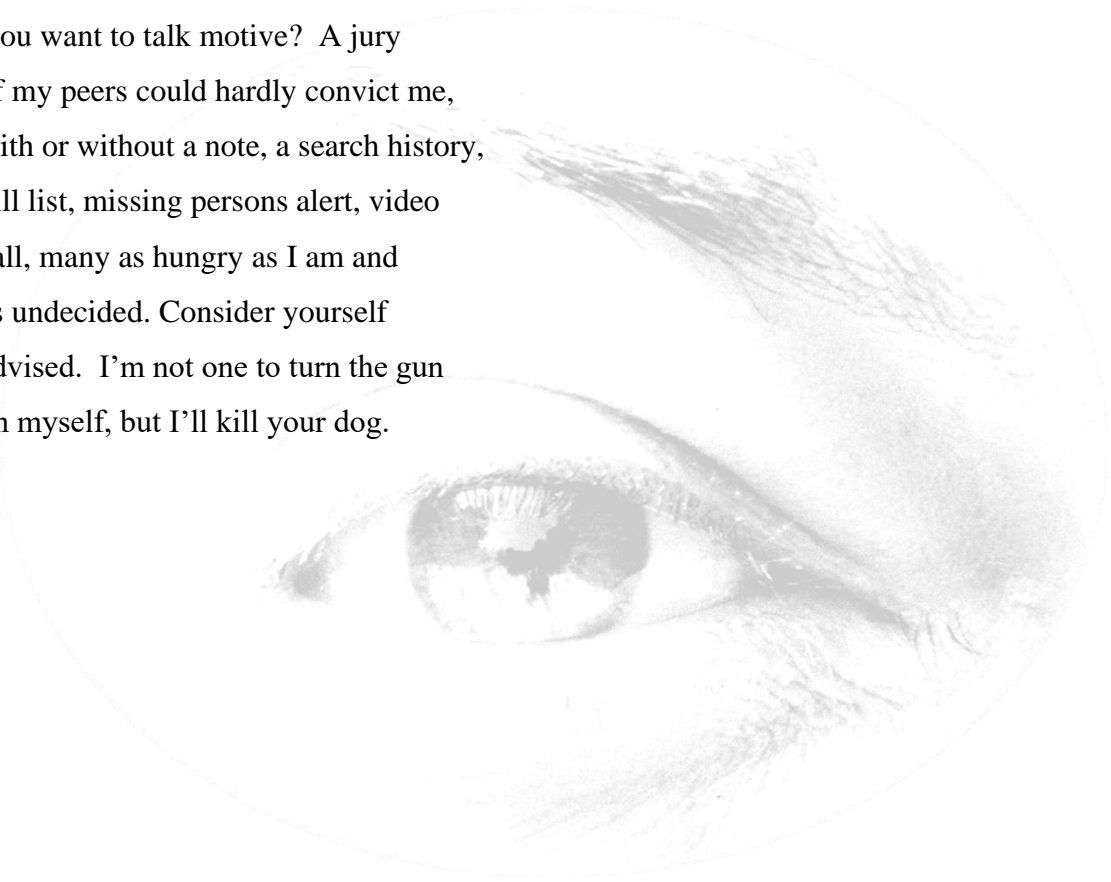 ou want to talk motive?  A jury
f my peers could hardly convict me,
ith or without a note, a search history,
ill list, missing persons alert, video
all, many as hungry as I am and
s undecided. Consider yourself
dvised.  I’m not one to turn the gun
n myself, but I’ll kill your dog.